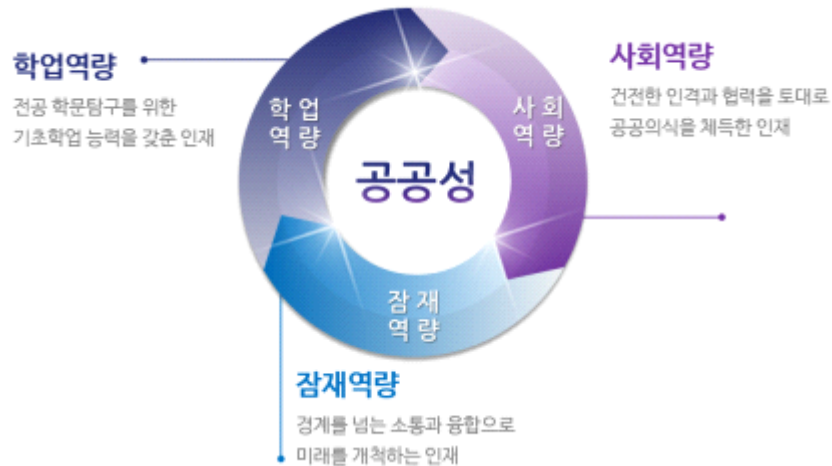 학업역량
전공 학문탐구를 위한
기초학업 능력을 갖춘 인재
사회역량
건전한 인격과 협력을 토대로
공공의식을 체득한 인재
학 업
역 량
사 회
역 량
공공성
잠 재
역 량
잠재역량
경계를 넘는 소통과 융합으로
미래를 개척하는 인재